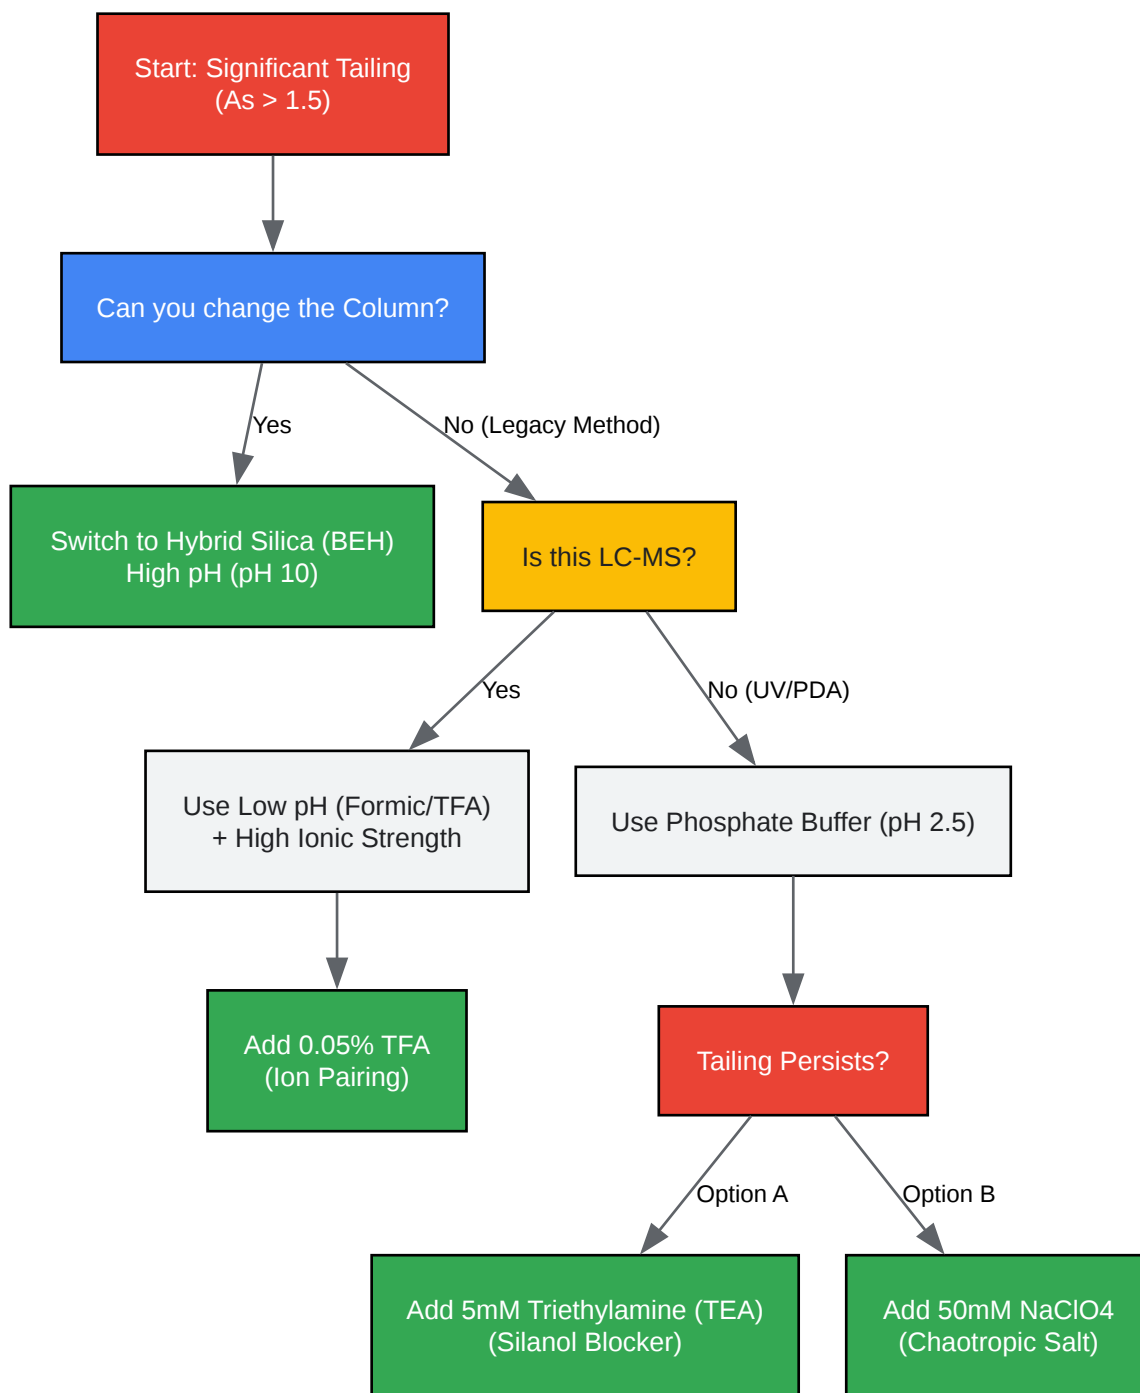 Start: Significant Tailing
(As > 1.5)
Can you change the Column?
Yes
No (Legacy Method)
Switch to Hybrid Silica (BEH)
High pH (pH 10)
Is this LC-MS?
Yes
No (UV/PDA)
Use Low pH (Formic/TFA)
+ High Ionic Strength
Use Phosphate Buffer (pH 2.5)
Add 0.05% TFA
(Ion Pairing)
Tailing Persists?
Option A
Option B
Add 5mM Triethylamine (TEA)
(Silanol Blocker)
Add 50mM NaClO4
(Chaotropic Salt)